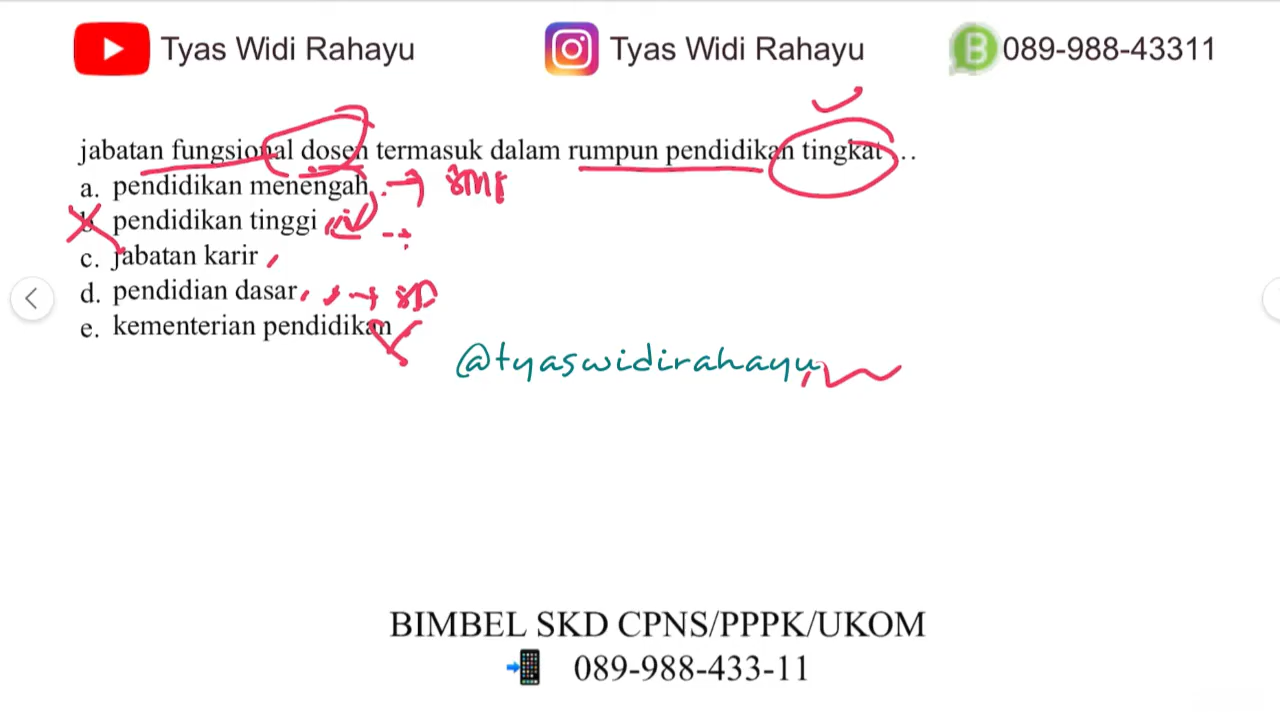 Tyas Widi Rahayu Tyas Widi Rahayu 089-988-43311
jabatan fungsional dosen termasuk dalam rumpun pendidikan tingkat ...
a. pendidikan menengah
b. pendidikan tinggi
c. jabatan karir
d. pendidian dasar
SD
e. kementerian pendidikan
@tyaswidirahayu
BIMBEL SKD CPNS/PPPK/UKOM
089-988-433-11